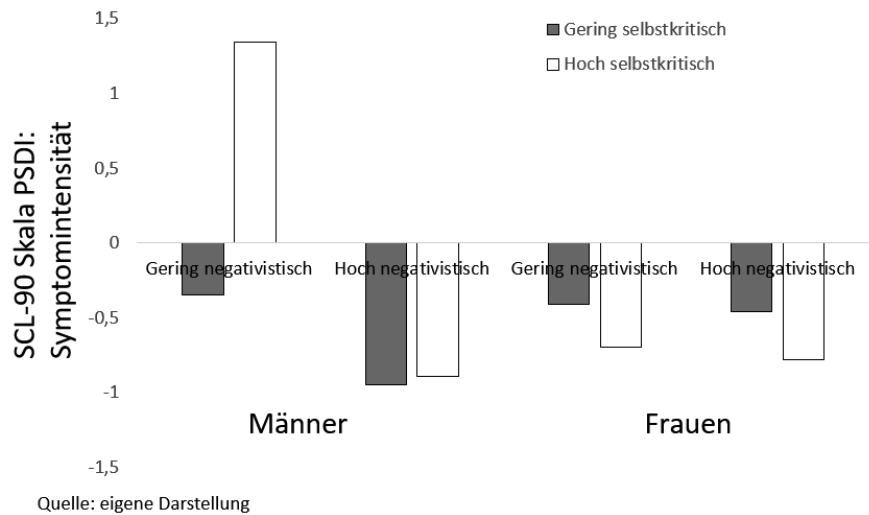 1,5
Gering selbstkritisch
Hoch selbstkritisch
1
0,5
0
-0,5
-1
-1,5
SCL-90 Skala PSDI:
Symptomintensität
Gering negativistisch
Hoch negativistisch
Gering negativistisch
Hoch negativistisch
Männer
Frauen
Quelle: eigene Darstellung